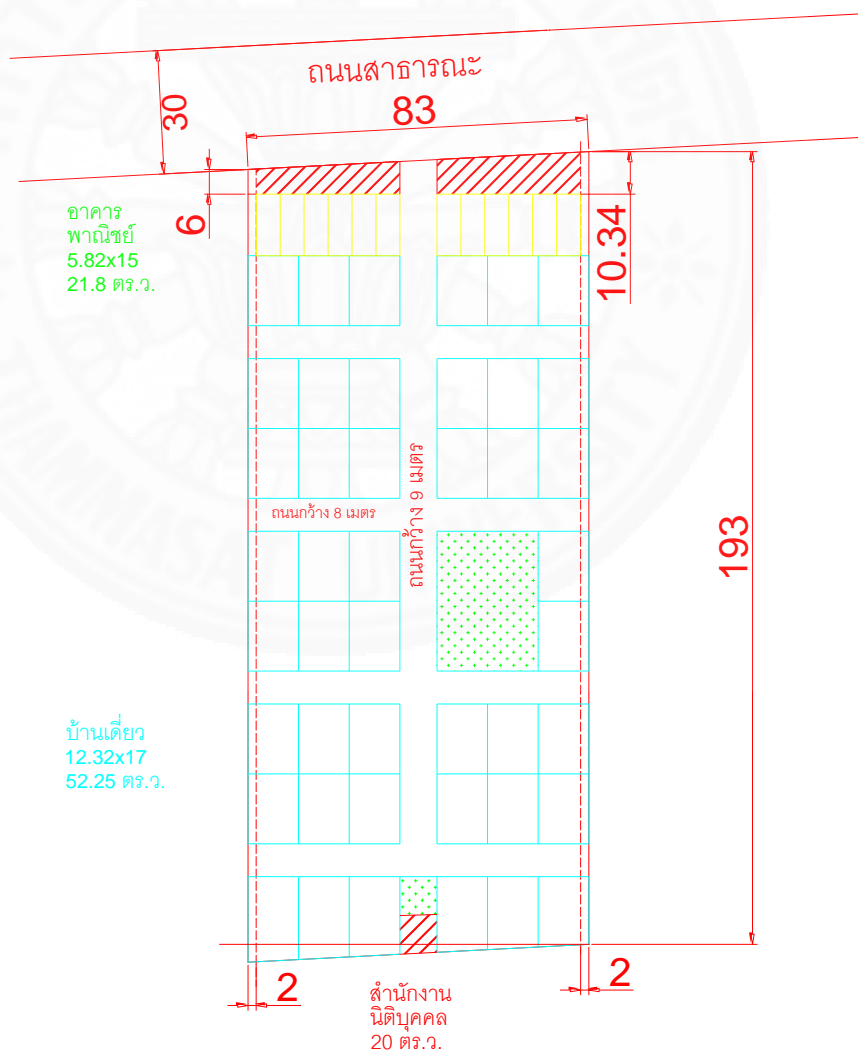 ถนนสาธารณะ
30
83
อาคาร
พาณิชย์
5.82x15
21.8 ตร.ว.
6
10.34
ถนนกว้าง 9 เมตร
ถนนกว้าง 8 เมตร
193
บ้านเดี่ยว
12.32x17
52.25 ตร.ว.
2
2
สำนักงาน
นิติบุคคล
20 ตร.ว.